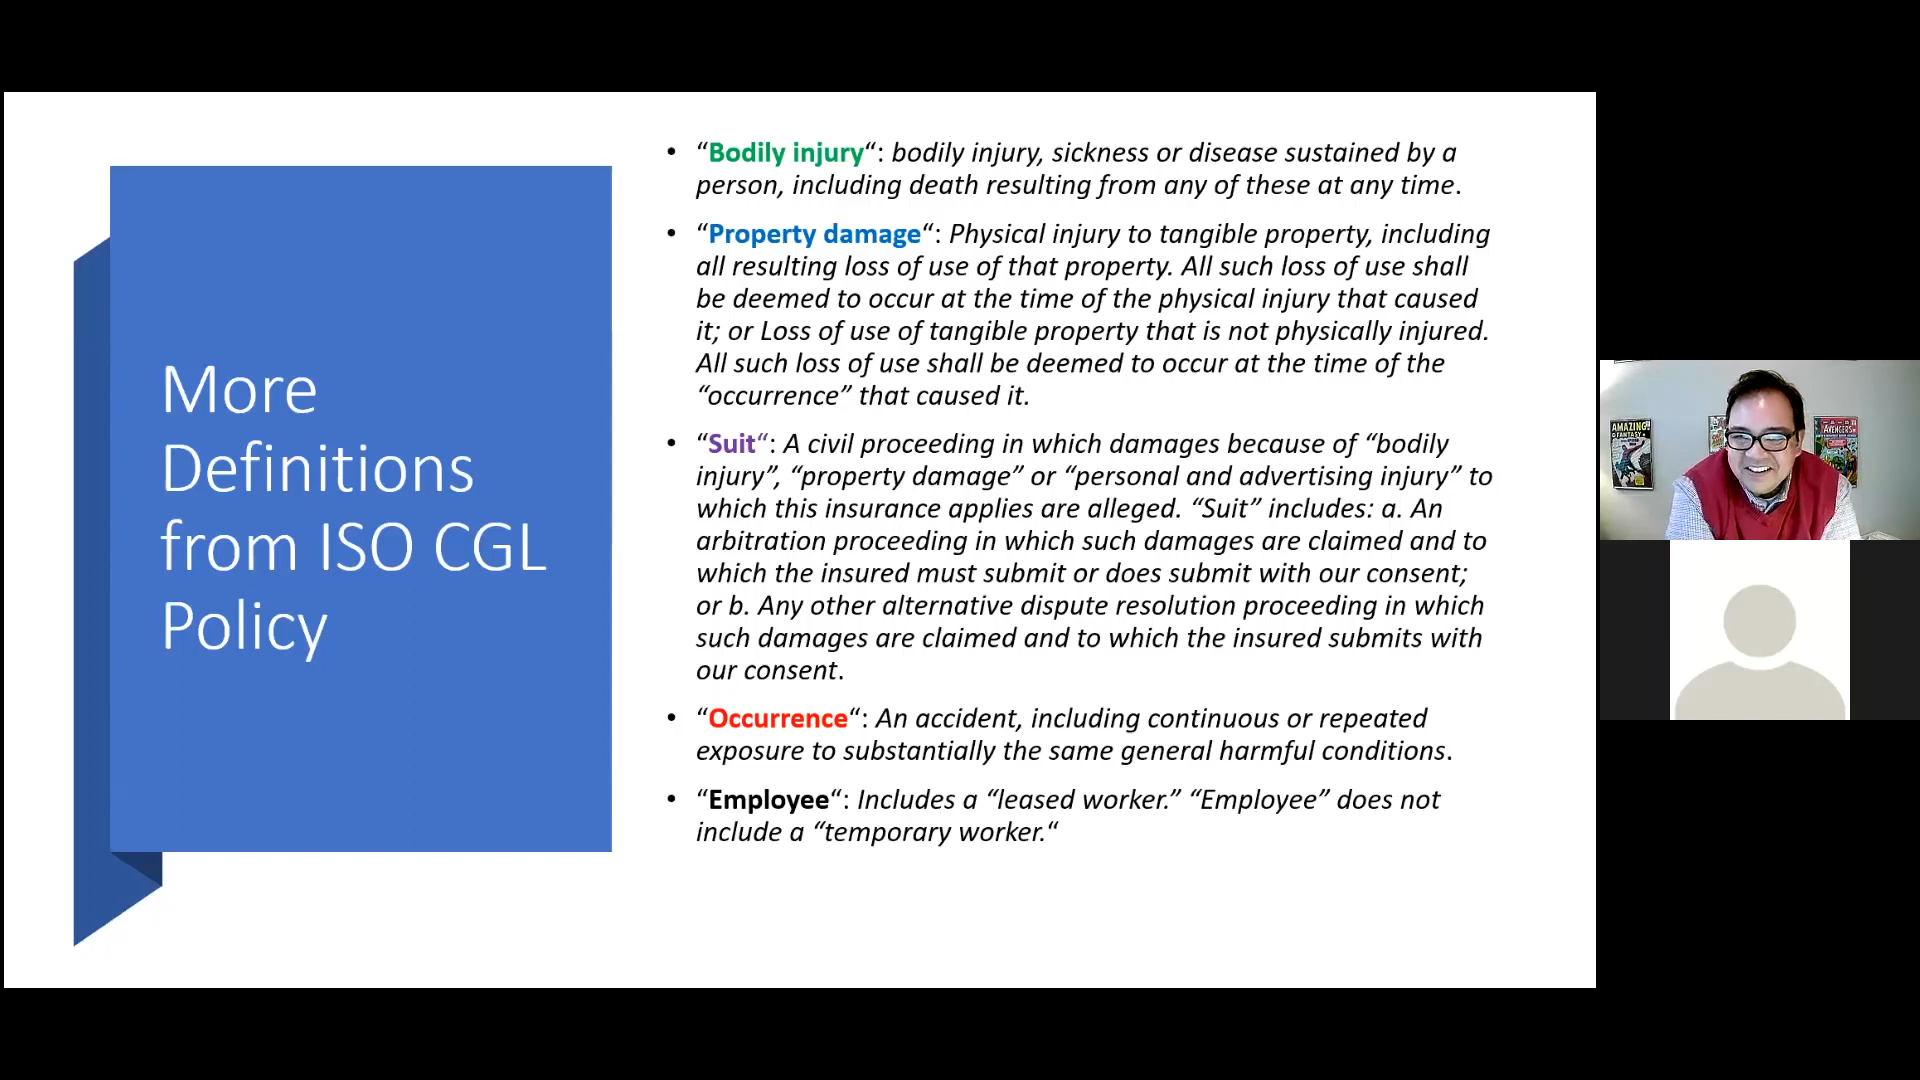 More
Definitions
from ISO CGL
Policy
• “Bodily injury“: bodily injury, sickness or disease sustained by a
person, including death resulting from any of these at any time.
• “Property damage“: Physical injury to tangible property, including
all resulting loss of use of that property. All such loss of use shall
be deemed to occur at the time of the physical injury that caused
it; or Loss of use of tangible property that is not physically injured.
All such loss of use shall be deemed to occur at the time of the
“occurrence” that caused it.
• “Suit“: A civil proceeding in which damages because of “bodily
injury”, “property damage” or “personal and advertising injury” to
which this insurance applies are alleged. “Suit” includes: a. An
arbitration proceeding in which such damages are claimed and to
which the insured must submit or does submit with our consent;
or b. Any other alternative dispute resolution proceeding in which
such damages are claimed and to which the insured submits with
our consent.
• “Occurrence“: An accident, including continuous or repeated
exposure to substantially the same general harmful conditions.
• “Employee“: Includes a “leased worker.” “Employee” does not
include a “temporary worker.“
AMAZING
FANTASY
AVENGERS